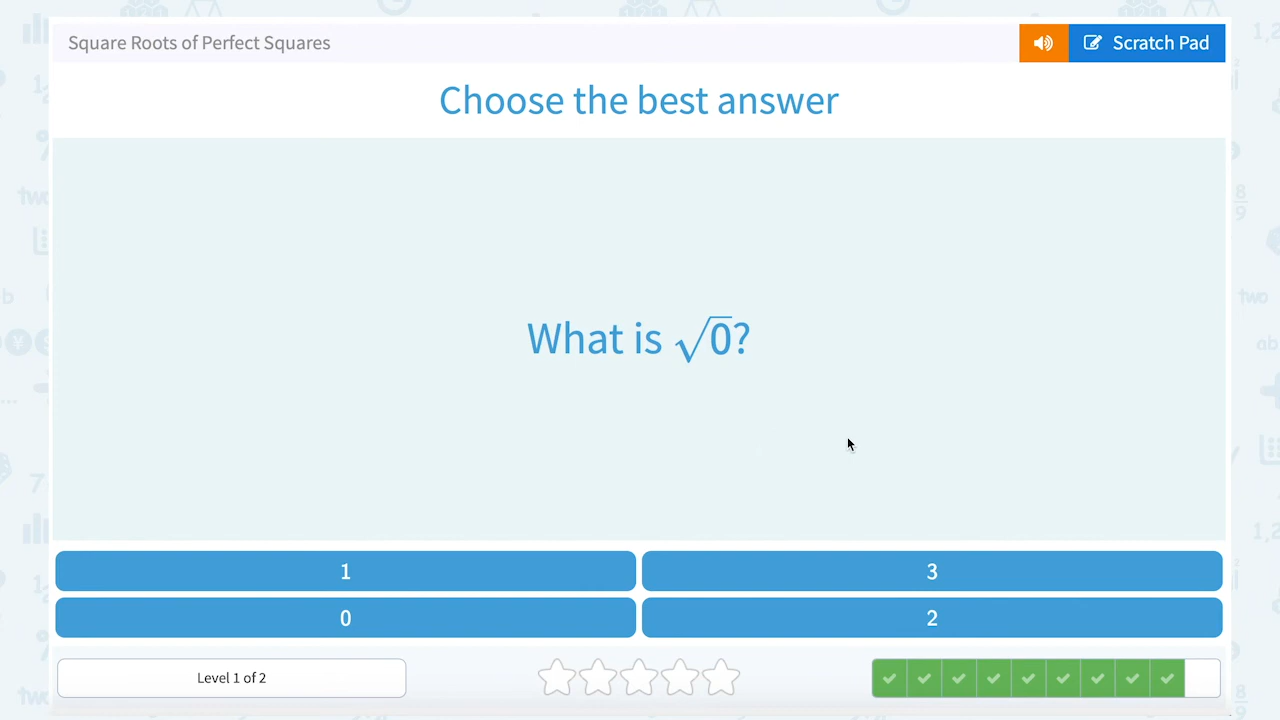 Square Roots of Perfect Squares
Scratch Pad
Choose the best answer
What is √0?
1
3
0
2
Level 1 of 2